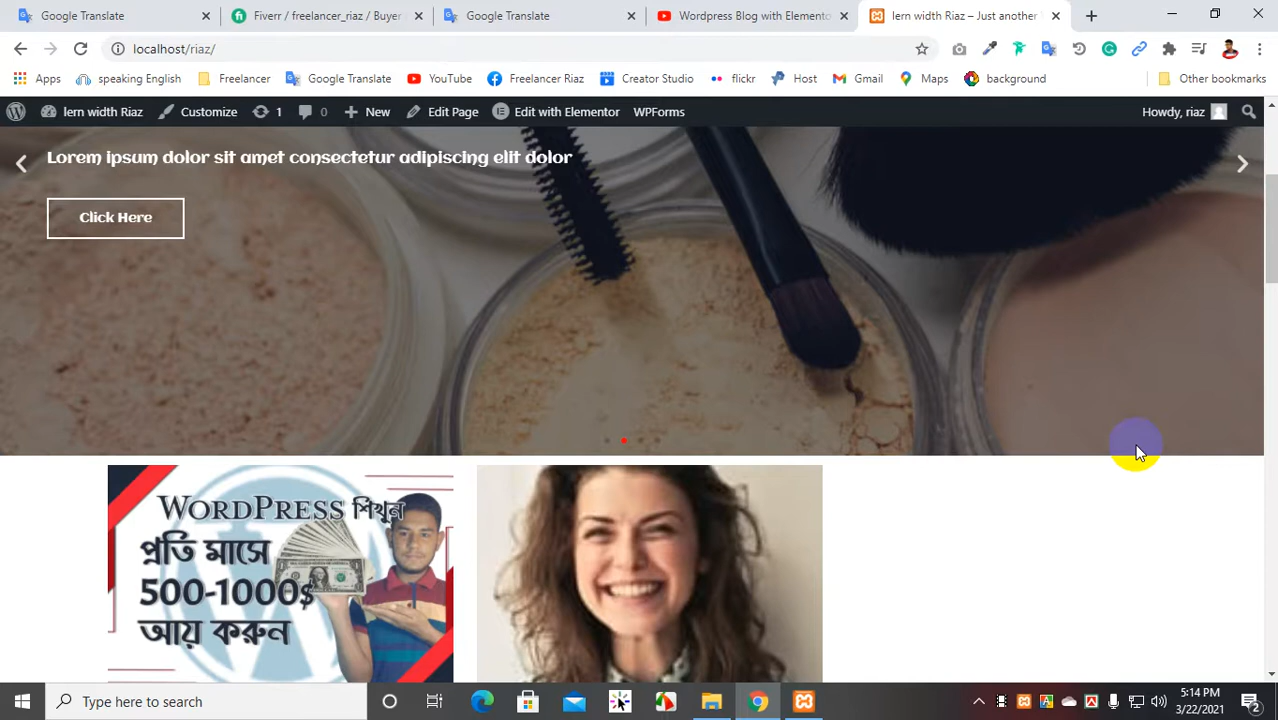 Google Translate
Fiverr / freelancer_riaz / Buyer
Google Translate
Wordpress Blog with Elemento
lern width Riaz – Just another
localhost/riaz/
Apps
speaking English
Freelancer
Google Translate
YouTube
Freelancer Riaz
Creator Studio
flickr
Host
Gmail
Maps
background
Other bookmarks
lern width Riaz
Customize
1
0
New
Edit Page
Edit with Elementor
WPForms
Howdy, riaz
Lorem ipsum dolor sit amet consectetur adipiscing elit dolor
Click Here
WORDPRESS শিখুন
প্রতি মাসে
500-1000$
আয় করুন
Type here to search
5:14 PM
3/22/2021
2